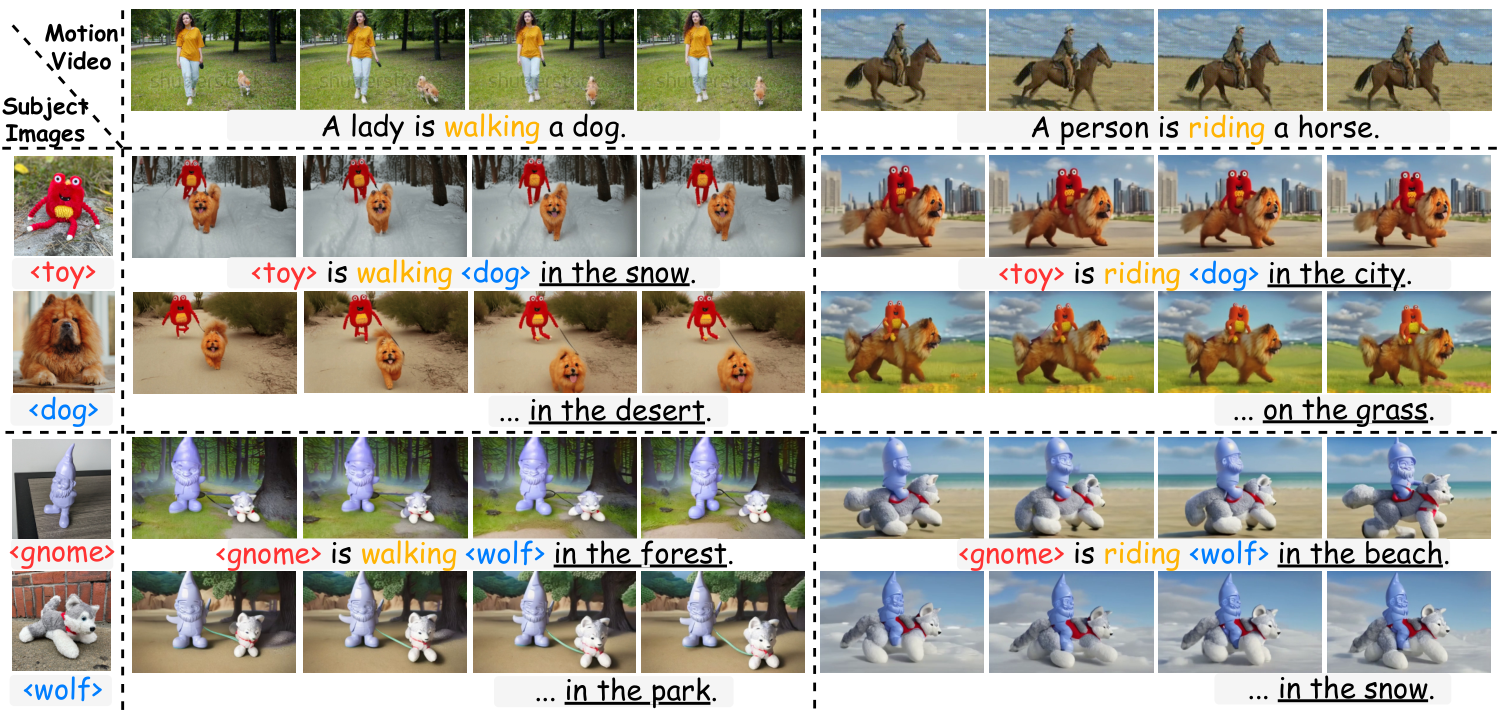 Motion
Video
Subject
Images
shutterstock
shutterstock
shutterstock
shutterstock
A lady is walking a dog.
A person is riding a horse.
<toy>
<toy> is walking <dog> in the snow.
<toy> is riding <dog> in the city.
<dog>
... in the desert.
... on the grass.
<gnome>
<gnome> is walking <wolf> in the forest.
<gnome> is riding <wolf> in the beach.
<wolf>
... in the park.
... in the snow.